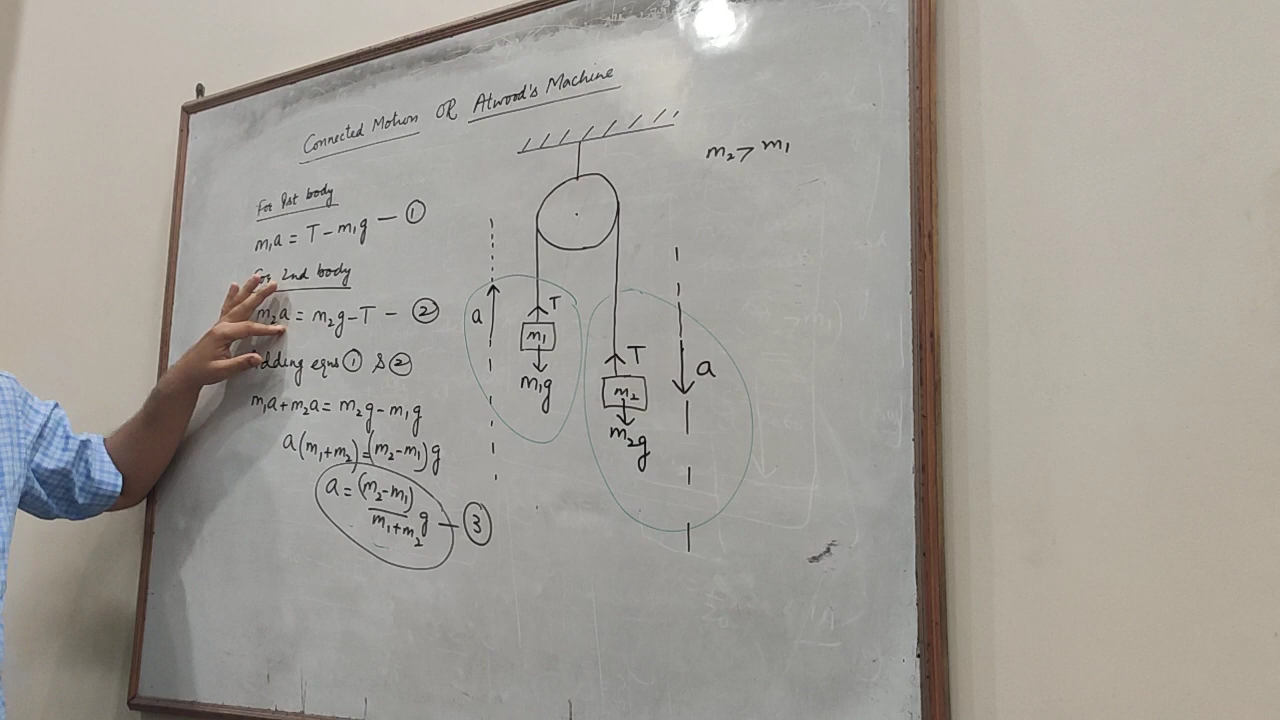 Connected Motion OR Atwood's Machine
m₂ > m₁
For 1st body
m₁a = T - m₁g — ①
For 2nd body
m₂a = m₂g - T - ②
Adding eqns ① & ②
m₁a + m₂a = m₂g - m₁g
a(m₁+m₂) = (m₂-m₁)g
a = (m₂-m₁)/(m₁+m₂) g — ③
a
T
m₁
m₁g
T
m₂
m₂g
a